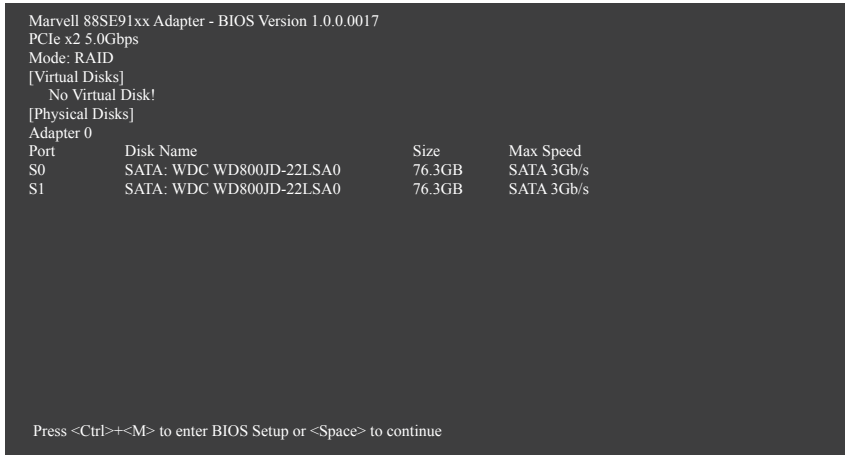 Marvell 88SE91xx Adapter - BIOS Version 1.0.0.0017
PCIe x2 5.0Gbps
Mode: RAID
[Virtual Disks]
No Virtual Disk!
[Physical Disks]
Adapter 0
Port Disk Name Size Max Speed
S0 SATA: WDC WD800JD-22LSA0 76.3GB SATA 3Gb/s
S1 SATA: WDC WD800JD-22LSA0 76.3GB SATA 3Gb/s
Press <Ctrl>+<M> to enter BIOS Setup or <Space> to continue